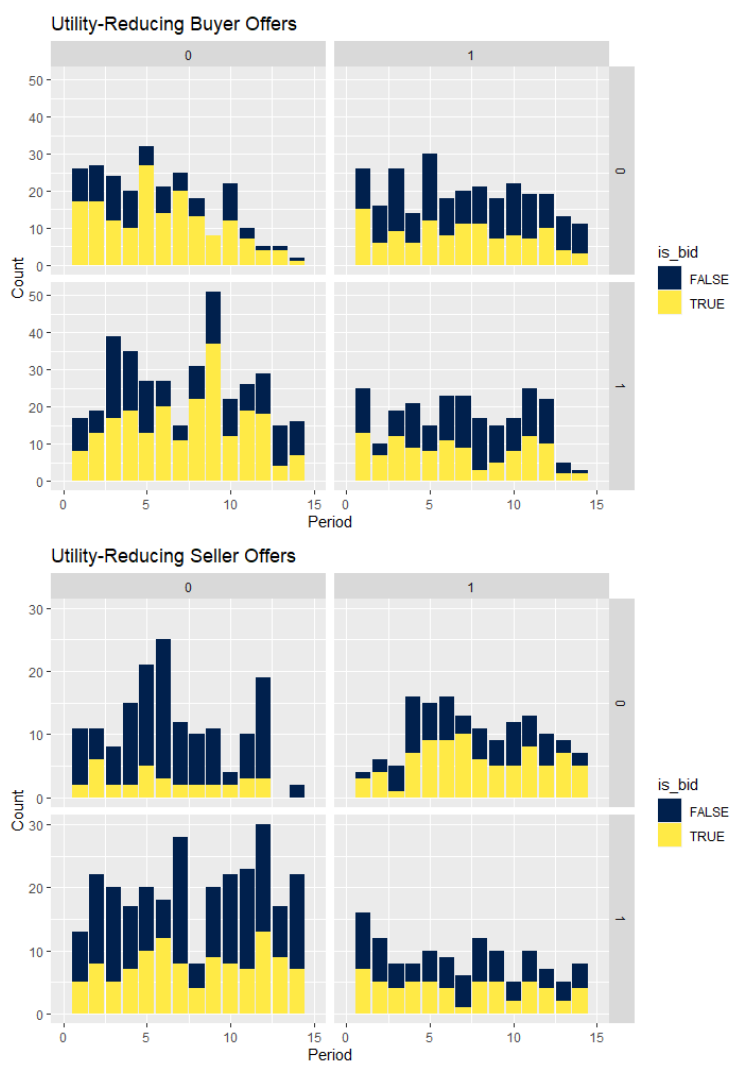 Utility-Reducing Buyer Offers
0 1
50
40
30
20
10
0
0
50
40
30
20
10
0
1
Count
0 5 10 15 0 5 10 15
Period
is_bid
FALSE
TRUE
Utility-Reducing Seller Offers
0 1
30
20
10
0
0
30
20
10
0
1
Count
0 5 10 15 0 5 10 15
Period
is_bid
FALSE
TRUE